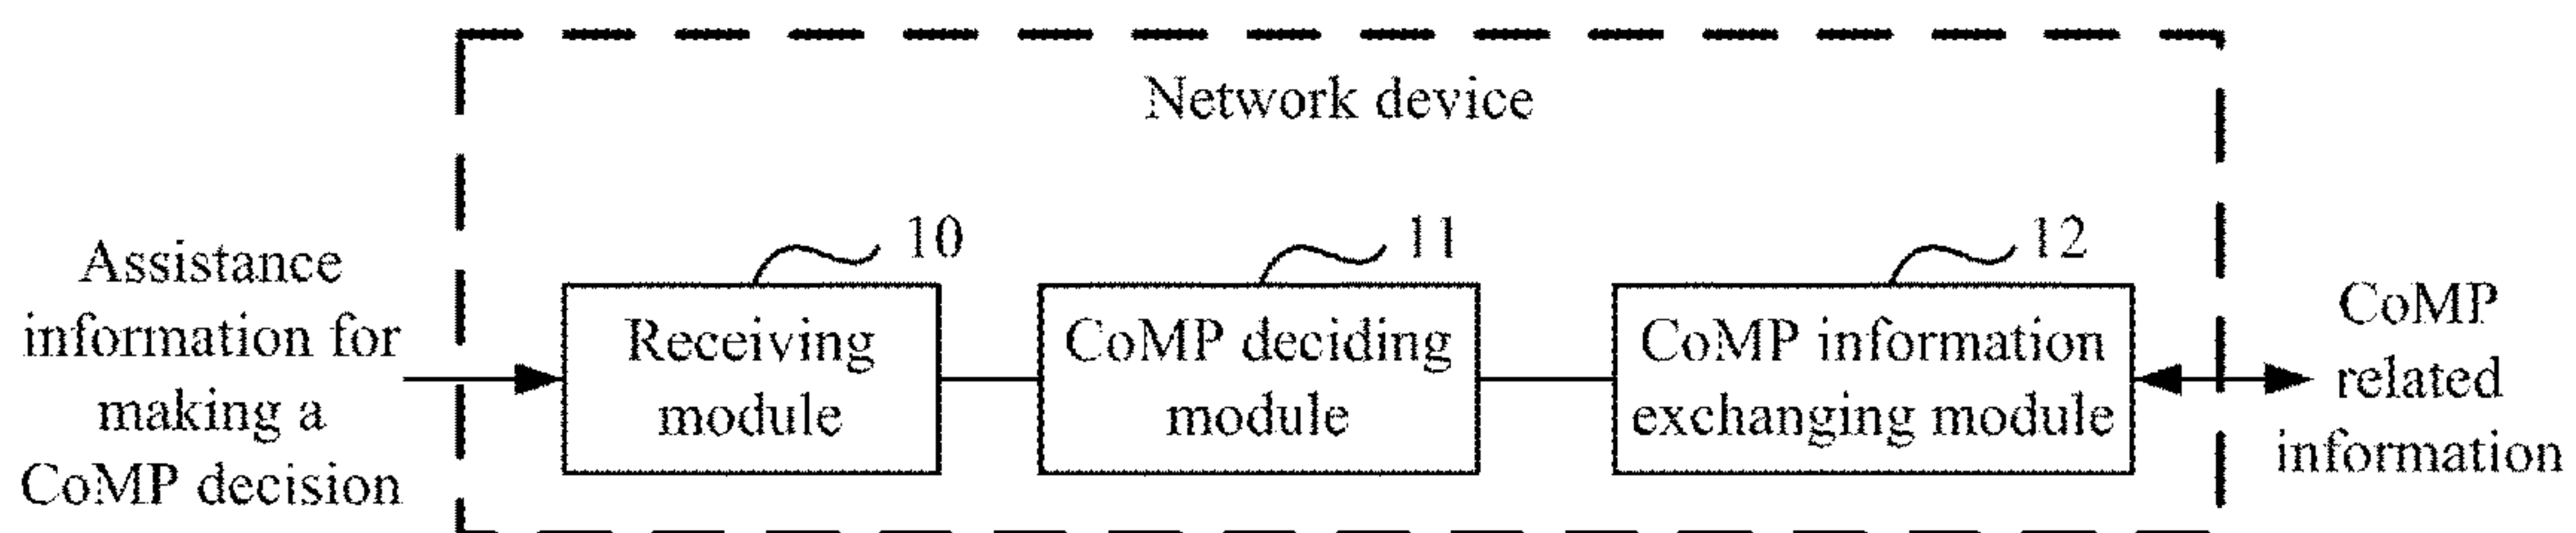 Network device
Assistance
information for
making a
CoMP decision
10
Receiving
module
11
CoMP deciding
module
12
CoMP information
exchanging module
CoMP
related
information